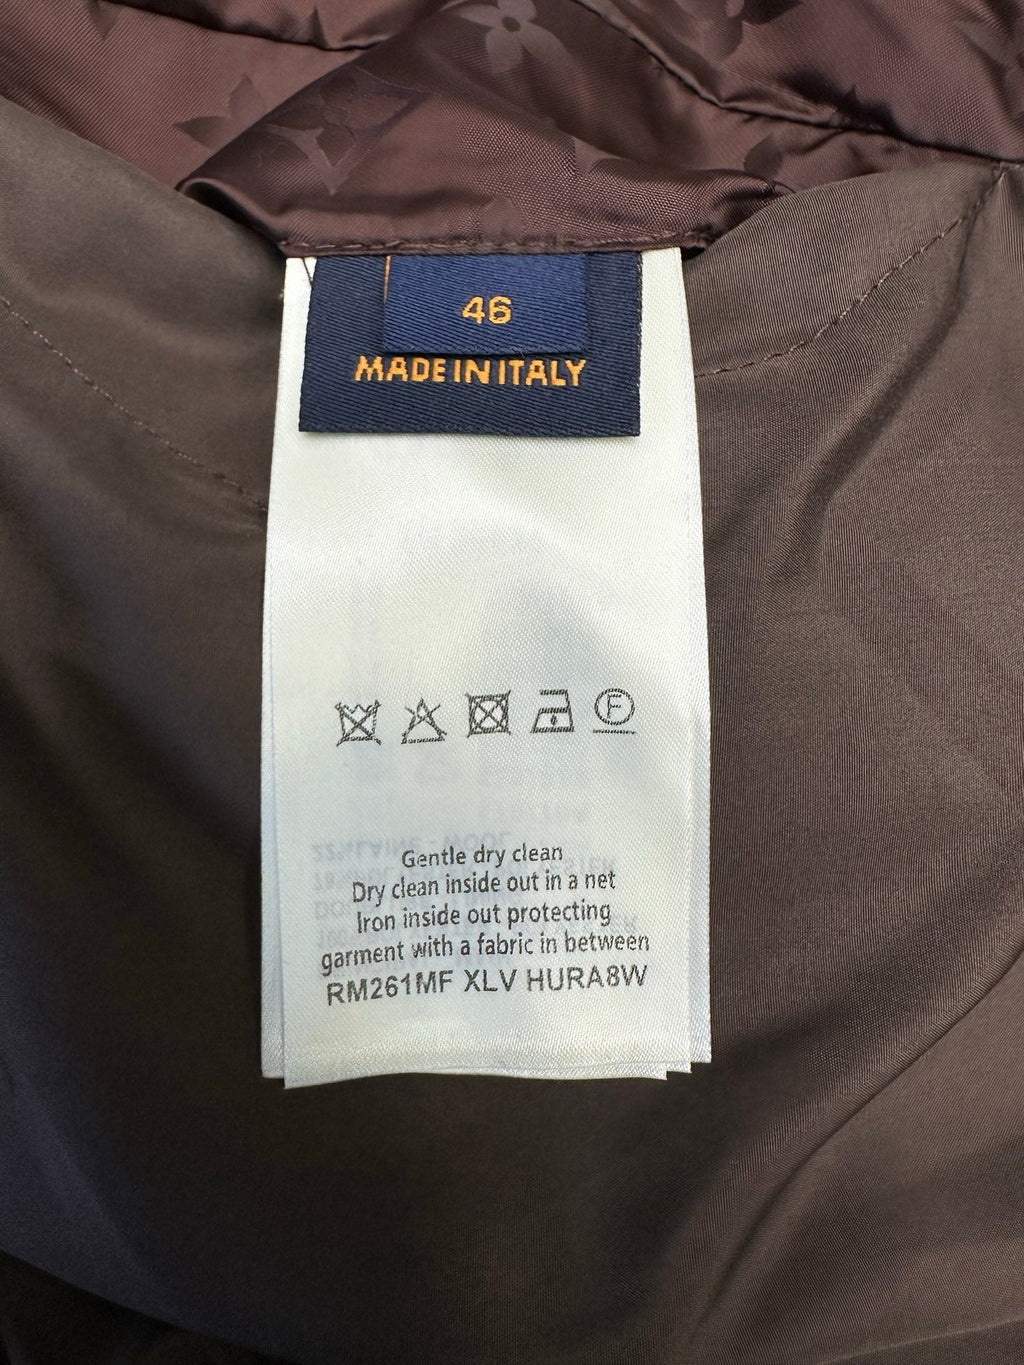 46
MADE IN ITALY
F
Gentle dry clean
Dry clean inside out in a net
Iron inside out protecting
garment with a fabric in between
RM261MF XLV HURA8W